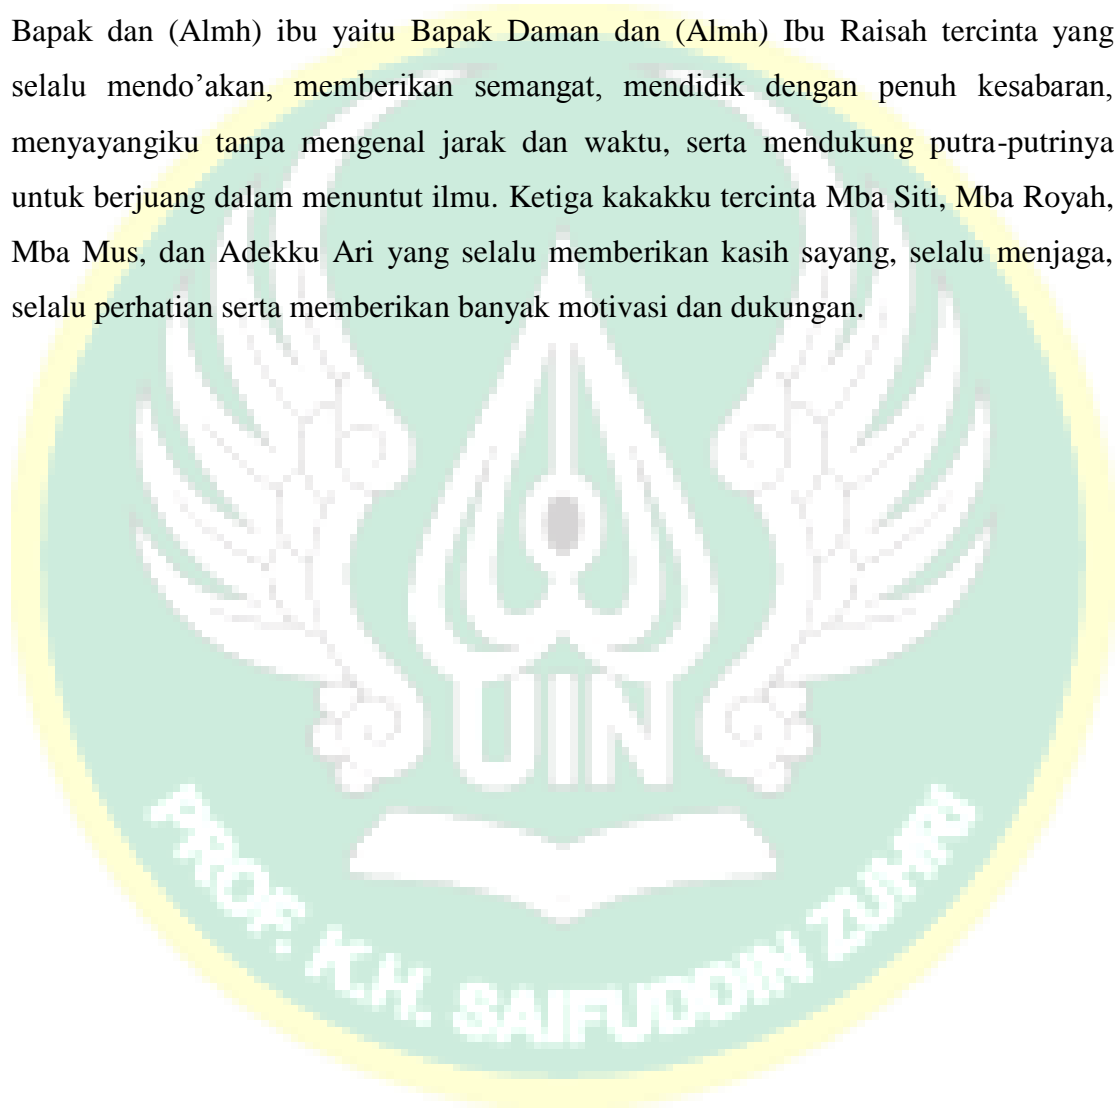 Bapak dan (Almh) ibu yaitu Bapak Daman dan (Almh) Ibu Raisah tercinta yang
selalu mendo’akan, memberikan semangat, mendidik dengan penuh kesabaran,
menyayangiku tanpa mengenal jarak dan waktu, serta mendukung putra-putrinya
untuk berjuang dalam menuntut ilmu. Ketiga kakakku tercinta Mba Siti, Mba Royah,
Mba Mus, dan Adekku Ari yang selalu memberikan kasih sayang, selalu menjaga,
selalu perhatian serta memberikan banyak motivasi dan dukungan.
UIN
PROF. K.H. SAIFUDDIN ZUHRI